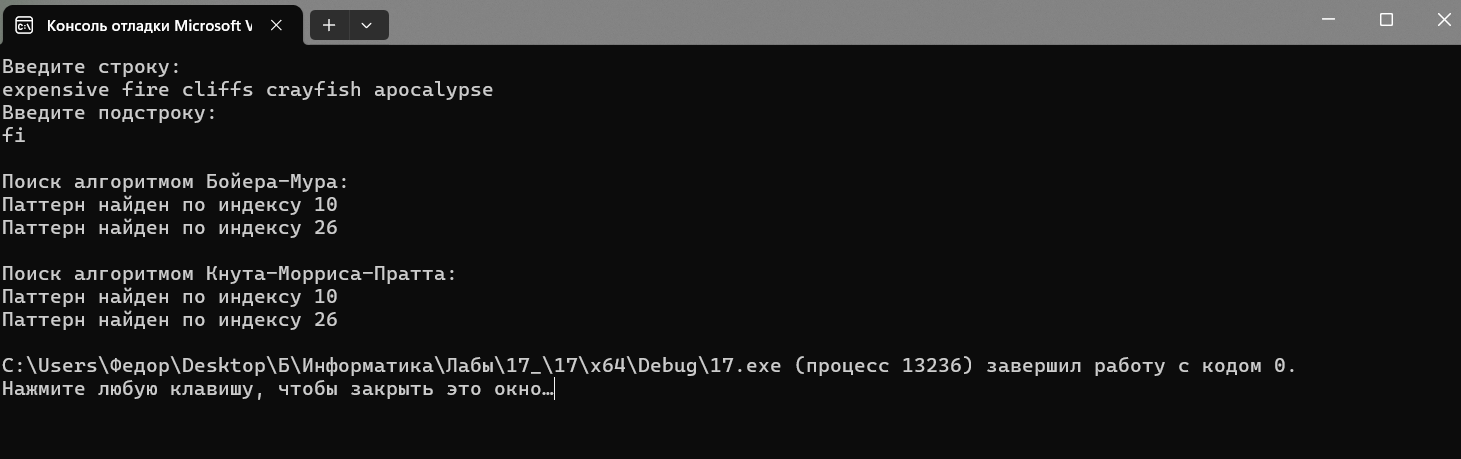 Консоль отладки Microsoft V
Введите строку:
expensive fire cliffs crayfish apocalypse
Введите подстроку:
fi
Поиск алгоритмом Бойера-Мура:
Паттерн найден по индексу 10
Паттерн найден по индексу 26
Поиск алгоритмом Кнута-Морриса-Пратта:
Паттерн найден по индексу 10
Паттерн найден по индексу 26
C:\Users\Федор\Desktop\Б\Информатика\Лабы\17_\17\x64\Debug\17.exe (процесс 13236) завершил работу с кодом 0.
Нажмите любую клавишу, чтобы закрыть это окно…